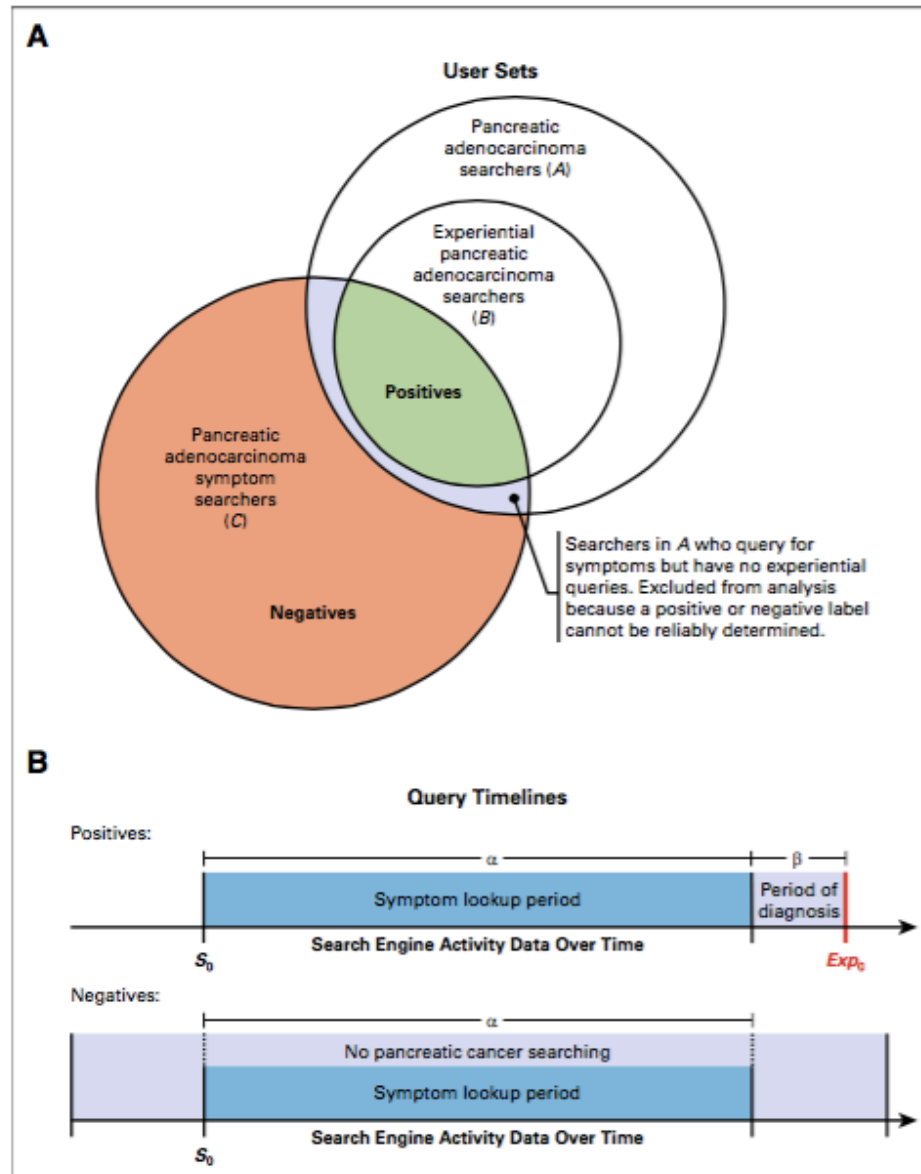 A
User Sets
Pancreatic
adenocarcinoma
searchers (A)
Experiential
pancreatic
adenocarcinoma
searchers
(B)
Positives
Pancreatic
adenocarcinoma
symptom
searchers
(C)
Negatives
Searchers in A who query for
symptoms but have no experiential
queries. Excluded from analysis
because a positive or negative label
cannot be reliably determined.
B
Query Timelines
Positives:
α
β
Symptom lookup period
Period of
diagnosis
Search Engine Activity Data Over Time
S0
Exp0
Negatives:
α
No pancreatic cancer searching
Symptom lookup period
Search Engine Activity Data Over Time
S0